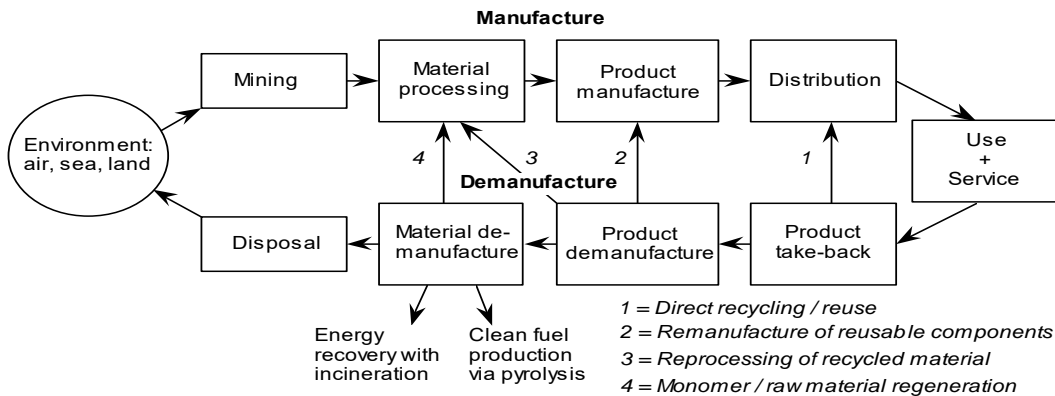 Manufacture
Mining
Material
processing
Product
manufacture
Distribution
Environment:
air, sea, land
Use
+
Service
4
3
2
1
Demanufacture
Disposal
Material de-
manufacture
Product
demanufacture
Product
take-back
Energy
recovery with
incineration
Clean fuel
production
via pyrolysis
1 = Direct recycling / reuse
2 = Remanufacture of reusable components
3 = Reprocessing of recycled material
4 = Monomer / raw material regeneration